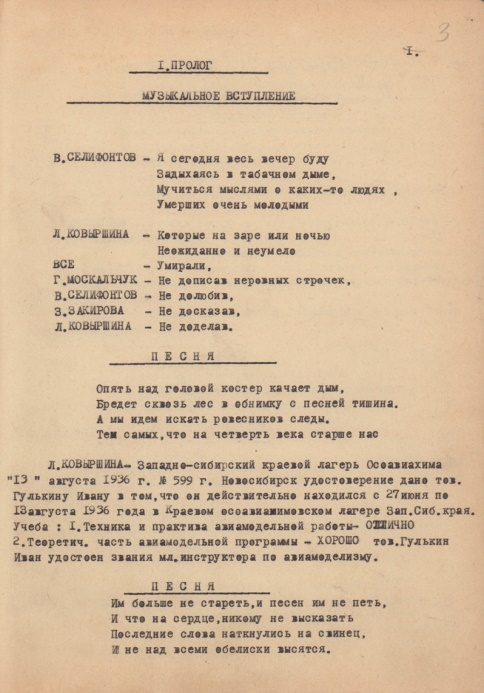 3
I.
I.ПРОЛОГ
МУЗЫКАЛЬНОЕ ВСТУПЛЕНИЕ
В.СЕЛИФОНТОВ – Я сегодня весь вечер буду
Задыхаясь в табачном дыме,
Мучиться мыслями о каких-то людях ,
Умерших очень молодыми
Л.КОВЫРШИНА – Которые на заре или ночью
Неожиданно и неумело
ВСЕ – Умирали,
Г.МОСКАЛЬЧУК – Не дописав неровных строчек,
В.СЕЛИФОНТОВ – Не долюбив,
З.ЗАКИРОВА – Не досказав,
Л.КОВЫРШИНА – Не доделав.
П Е С Н Я
Опять над головой костер качает дым,
Бредет сквозь лес в обнимку с песней тишина.
А мы идем искать ровесников следы.
Тем самых,что на четверть века старше нас
Л.КОВЫРШИНА– Западно-сибирский краевой лагерь Осоавиахима
"13 " августа 1936 г. № 599 г. Новосибирск удостоверение дано тов.
Гулькину Ивану в том,что он действительно находился с 27июня по
13августа 1936 года в Краевом осоавиахимовском лагере Зап.Сиб.края.
Учеба : I.Техника и практива авиамодельной работы- ОТЛИЧНО
2.Теоретич. часть авиамодельной программы – ХОРОШО тов.Гулькин
Иван удостоен звания мл.инструктора по авиамоделизму.
П Е С Н Я
Им больше не стареть,и песен им не петь,
И что на сердце,никому не высказать
Последние слова наткнулись на свинец,
И не над всеми обелиски высятся.